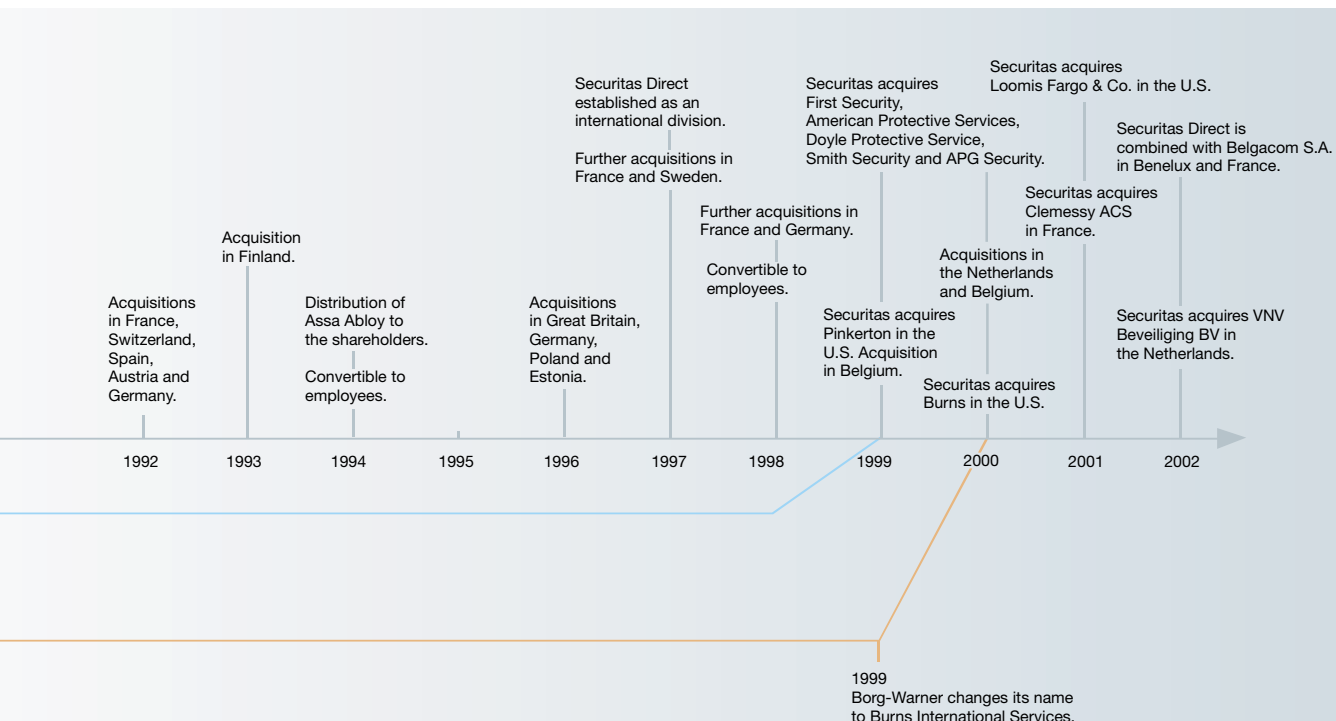 Acquisitions
in France,
Switzerland,
Spain,
Austria and
Germany.
Acquisition
in Finland.
Distribution of
Assa Abloy to
the shareholders.
Convertible to
employees.
Acquisitions
in Great Britain,
Germany,
Poland and
Estonia.
Securitas Direct
established as an
international division.
Further acquisitions in
France and Sweden.
Further acquisitions in
France and Germany.
Convertible to
employees.
Securitas acquires
First Security,
American Protective Services,
Doyle Protective Service,
Smith Security and APG Security.
Securitas acquires
Pinkerton in the
U.S. Acquisition
in Belgium.
Acquisitions in
the Netherlands
and Belgium.
Securitas acquires
Burns in the U.S.
Securitas acquires
Loomis Fargo & Co. in the U.S.
Securitas acquires
Clemessy ACS
in France.
Securitas Direct is
combined with Belgacom S.A.
in Benelux and France.
Securitas acquires VNV
Beveiliging BV in
the Netherlands.
1992 1993 1994 1995 1996 1997 1998 1999 2000 2001 2002
1999
Borg-Warner changes its name
to Burns International Services.